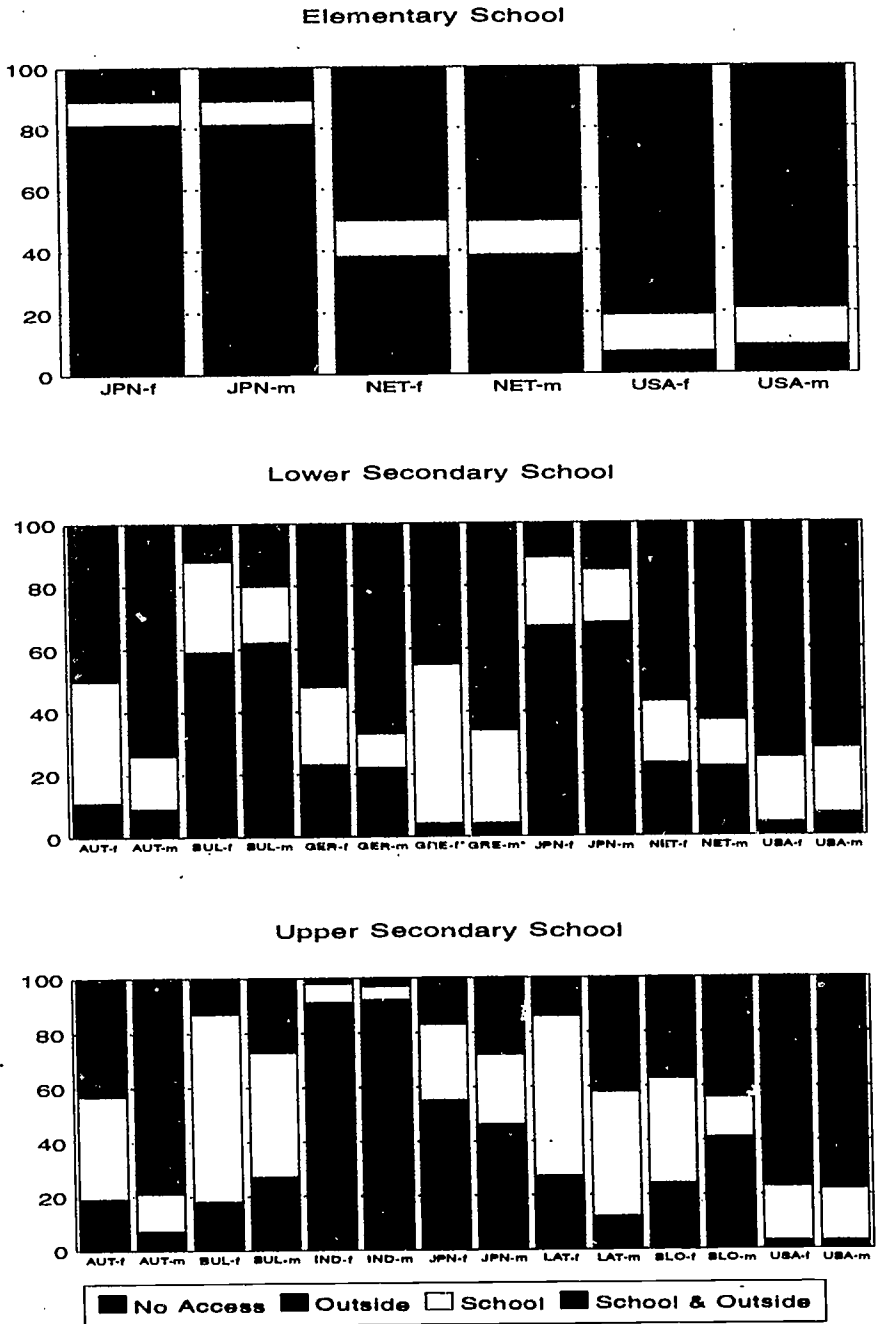 Elementary School
100
80
60
40
20
0
JPN-f JPN-m NET-f NET-m USA-f USA-m
Lower Secondary School
100
80
60
40
20
0
AUT-f AUT-m BUL-f BUL-m GER-f GER-m GRE-f* GRE-m* JPN-f JPN-m NET-f NET-m USA-f USA-m
Upper Secondary School
100
80
60
40
20
0
AUT-f AUT-m BUL-f BUL-m IND-f IND-m JPN-f JPN-m LAT-f LAT-m SLO-f SLO-m USA-f USA-m
No Access Outside School School & Outside